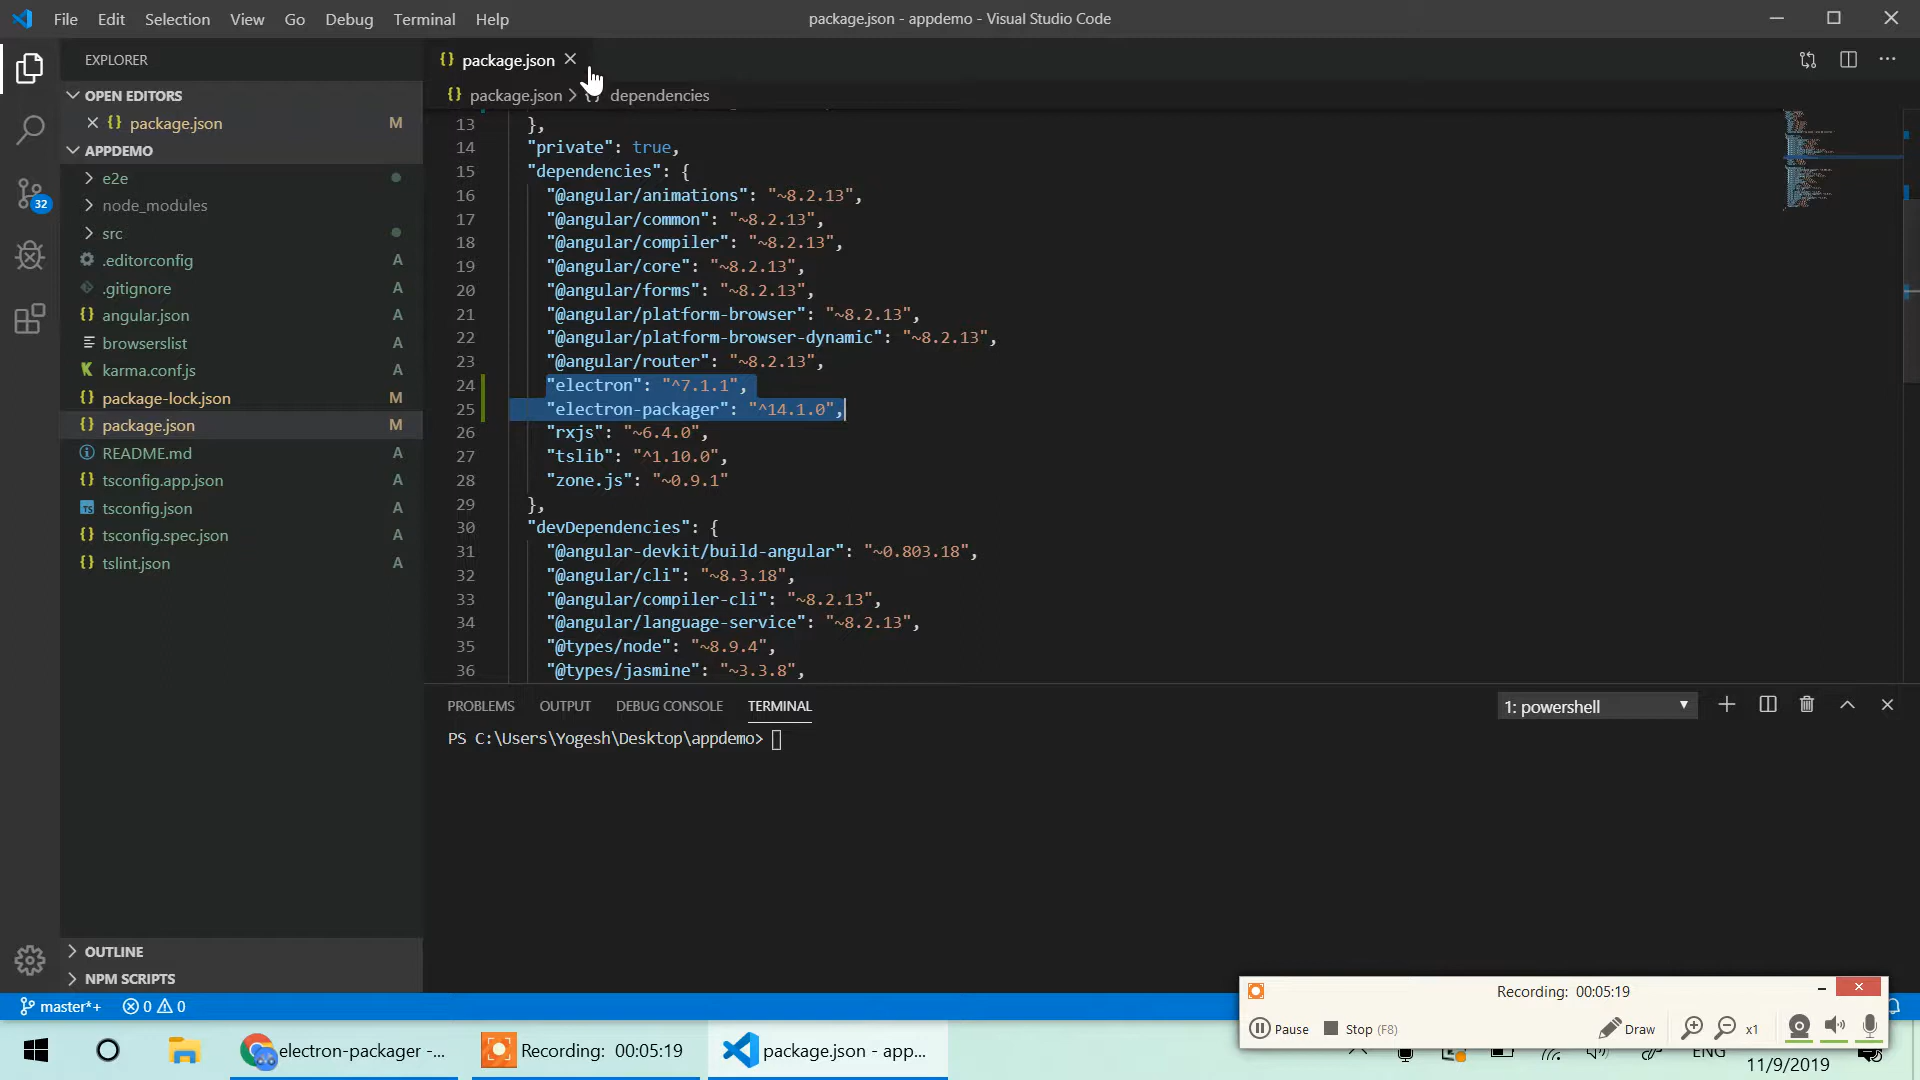 File Edit Selection View Go Debug Terminal Help
package.json - appdemo - Visual Studio Code
EXPLORER
OPEN EDITORS
package.json M
APPDEMO
e2e
node_modules
src
.editorconfig A
.gitignore A
angular.json A
browserslist A
karma.conf.js A
package-lock.json M
package.json M
README.md A
tsconfig.app.json A
tsconfig.json A
tsconfig.spec.json A
tslint.json A
OUTLINE
NPM SCRIPTS
32
package.json
package.json > dependencies
13 },
14 "private": true,
15 "dependencies": {
16 "@angular/animations": "~8.2.13",
17 "@angular/common": "~8.2.13",
18 "@angular/compiler": "~8.2.13",
19 "@angular/core": "~8.2.13",
20 "@angular/forms": "~8.2.13",
21 "@angular/platform-browser": "~8.2.13",
22 "@angular/platform-browser-dynamic": "~8.2.13",
23 "@angular/router": "~8.2.13",
24 "electron": "^7.1.1",
25 "electron-packager": "^14.1.0",
26 "rxjs": "~6.4.0",
27 "tslib": "^1.10.0",
28 "zone.js": "~0.9.1"
29 },
30 "devDependencies": {
31 "@angular-devkit/build-angular": "~0.803.18",
32 "@angular/cli": "~8.3.18",
33 "@angular/compiler-cli": "~8.2.13",
34 "@angular/language-service": "~8.2.13",
35 "@types/node": "~8.9.4",
36 "@types/jasmine": "~3.3.8",
PROBLEMS OUTPUT DEBUG CONSOLE TERMINAL
1: powershell
PS C:\Users\Yogesh\Desktop\appdemo>
master*+ 0 0
Recording: 00:05:19
Pause Stop (F8) Draw x1
electron-packager -...
Recording: 00:05:19
package.json - app...
ENG
11/9/2019